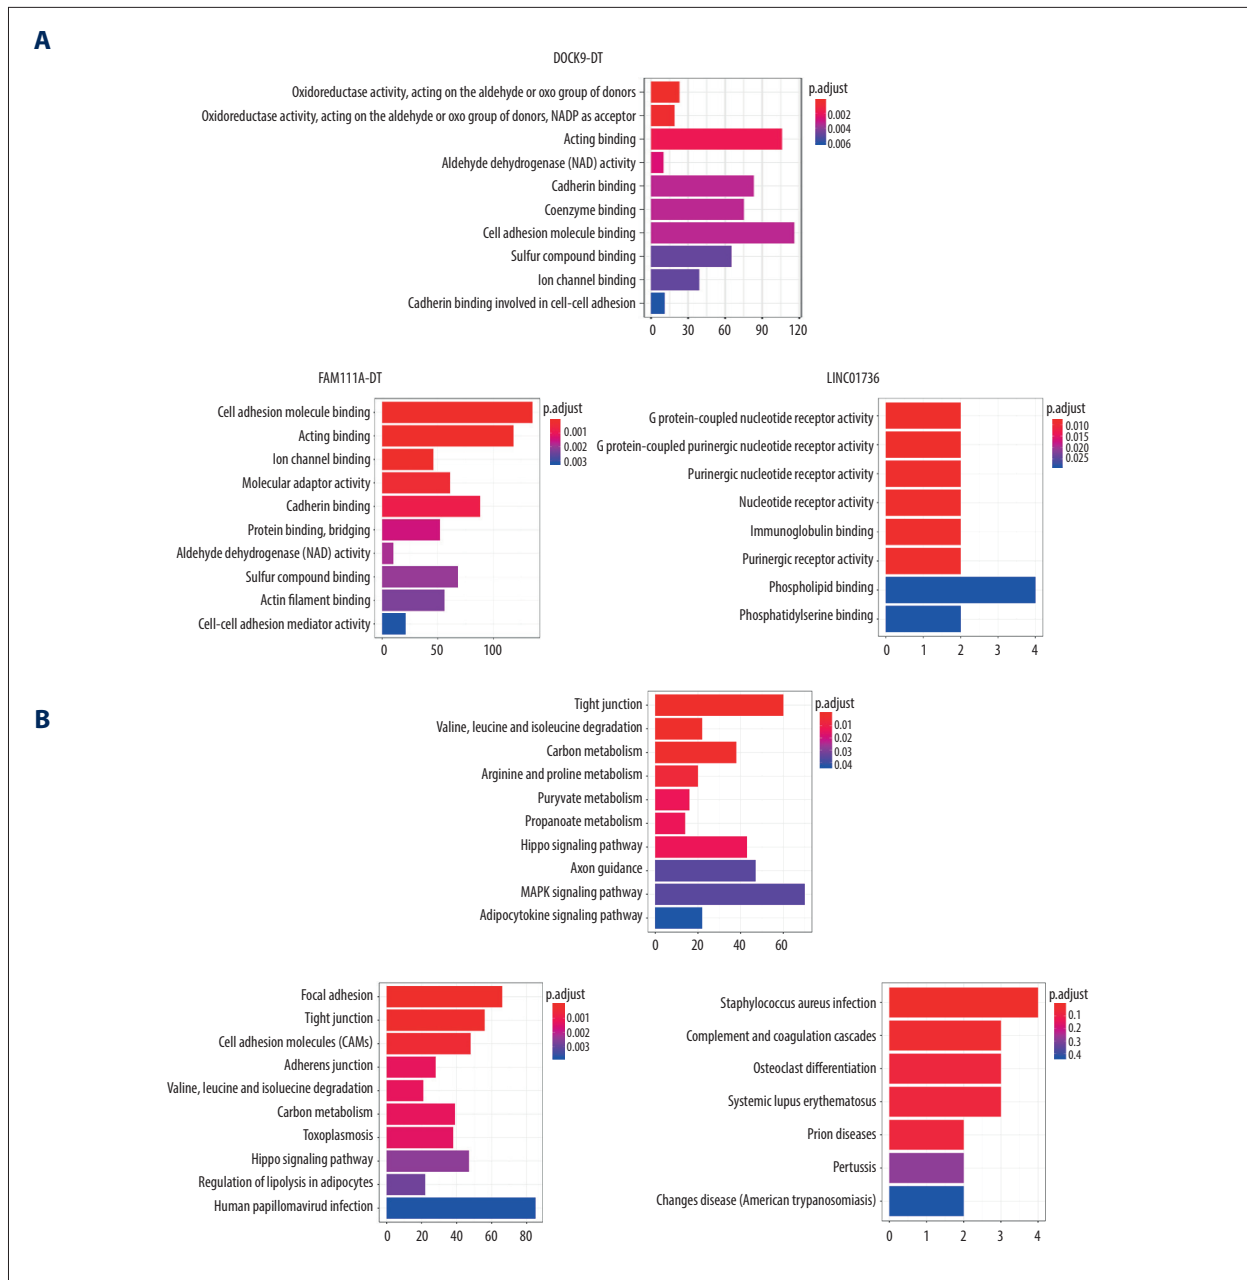 A
DOCK9-DT
Oxidoreductase activity, acting on the aldehyde or oxo group of donors
Oxidoreductase activity, acting on the aldehyde or oxo group of donors, NADP as acceptor
Acting binding
Aldehyde dehydrogenase (NAD) activity
Cadherin binding
Coenzyme binding
Cell adhesion molecule binding
Sulfur compound binding
Ion channel binding
Cadherin binding involved in cell-cell adhesion
0 30 60 90 120
p.adjust
0.002
0.004
0.006
FAM111A-DT
Cell adhesion molecule binding
Acting binding
Ion channel binding
Molecular adaptor activity
Cadherin binding
Protein binding, bridging
Aldehyde dehydrogenase (NAD) activity
Sulfur compound binding
Actin filament binding
Cell-cell adhesion mediator activity
0 50 100
p.adjust
0.001
0.002
0.003
LINC01736
G protein-coupled nucleotide receptor activity
G protein-coupled purinergic nucleotide receptor activity
Purinergic nucleotide receptor activity
Nucleotide receptor activity
Immunoglobulin binding
Purinergic receptor activity
Phospholipid binding
Phosphatidylserine binding
0 1 2 3 4
p.adjust
0.010
0.015
0.020
0.025
B
Tight junction
Valine, leucine and isoleucine degradation
Carbon metabolism
Arginine and proline metabolism
Puryvate metabolism
Propanoate metabolism
Hippo signaling pathway
Axon guidance
MAPK signaling pathway
Adipocytokine signaling pathway
0 20 40 60
p.adjust
0.01
0.02
0.03
0.04
Focal adhesion
Tight junction
Cell adhesion molecules (CAMs)
Adherens junction
Valine, leucine and isoluecine degradation
Carbon metabolism
Toxoplasmosis
Hippo signaling pathway
Regulation of lipolysis in adipocytes
Human papillomavirud infection
0 20 40 60 80
p.adjust
0.001
0.002
0.003
Staphylococcus aureus infection
Complement and coagulation cascades
Osteoclast differentiation
Systemic lupus erythematosus
Prion diseases
Pertussis
Changes disease (American trypanosomiasis)
0 1 2 3 4
p.adjust
0.1
0.2
0.3
0.4